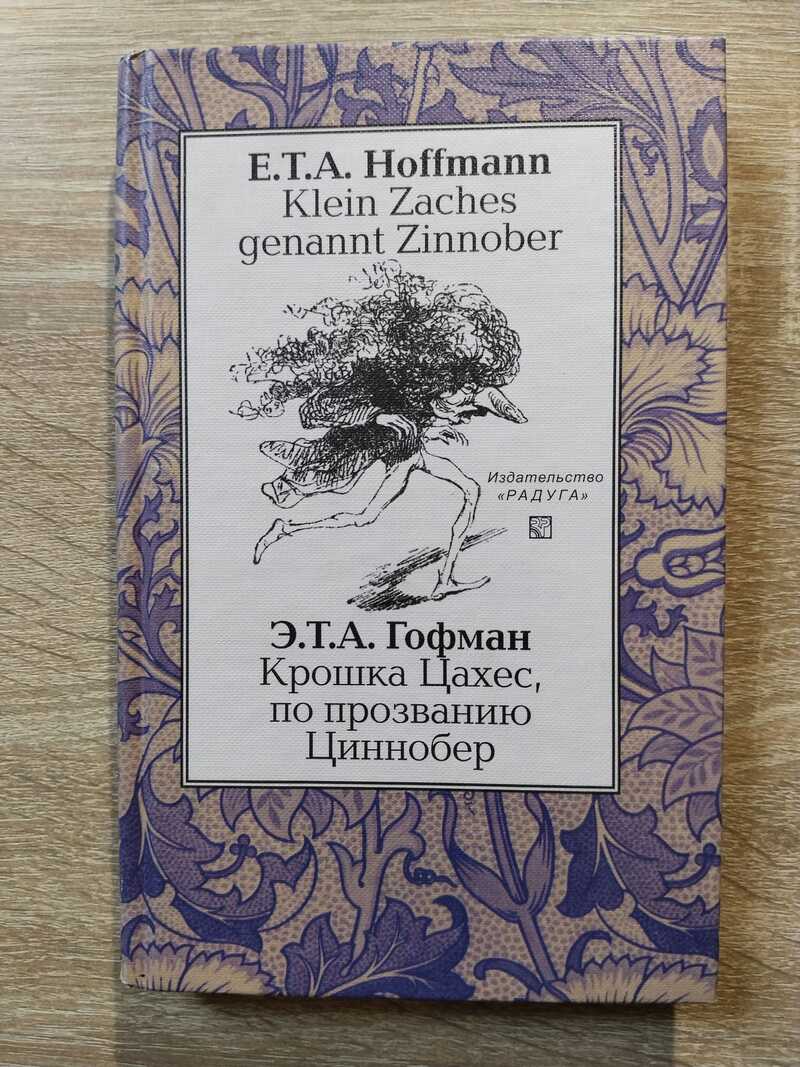 E.T.A. Hoffmann
Klein Zaches
genannt Zinnober
Издательство
«РАДУГА»
Э.Т.А. Гофман
Крошка Цахес,
по прозванию
Циннобер